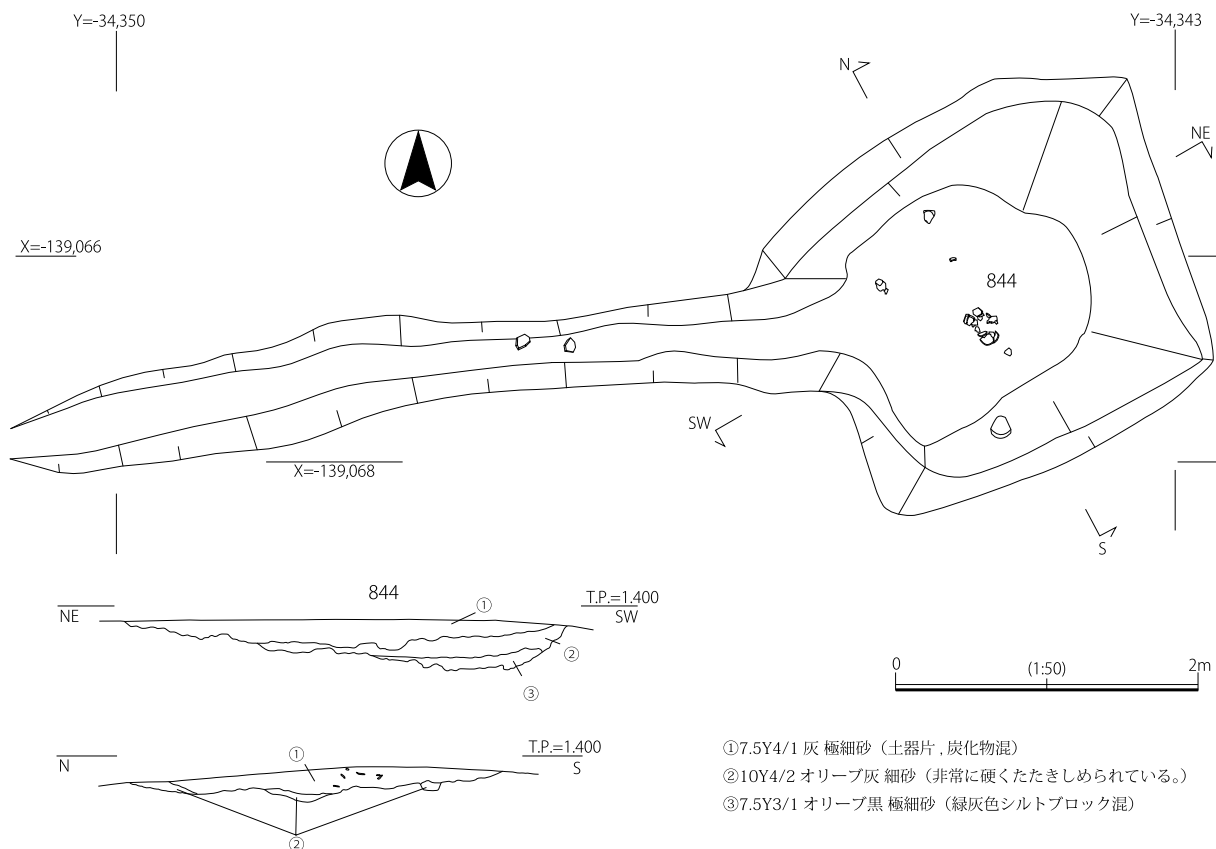 Y=-34,350
Y=-34,343
N
NE
X=-139,066
844
SW
X=-139,068
S
844
①
T.P.=1.400
NE
SW
②
③
0
(1:50)
2m
①
T.P.=1.400
N
S
②
①7.5Y4/1 灰 極細砂（土器片 , 炭化物混）
②10Y4/2 オリーブ灰 細砂（非常に硬くたたきしめられている。）
③7.5Y3/1 オリーブ黒 極細砂（緑灰色シルトブロック混）